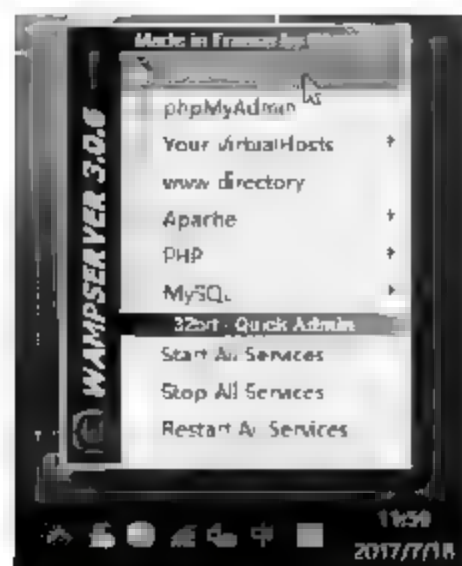 Made in France by
phpMyAdmin
Your VirtualHosts
www directory
Apache
PHP
MySQL
32bit - Quick Admin
Start All Services
Stop All Services
Restart All Services
WAMPSERVER 3.0.6
11:50
2017/7/18